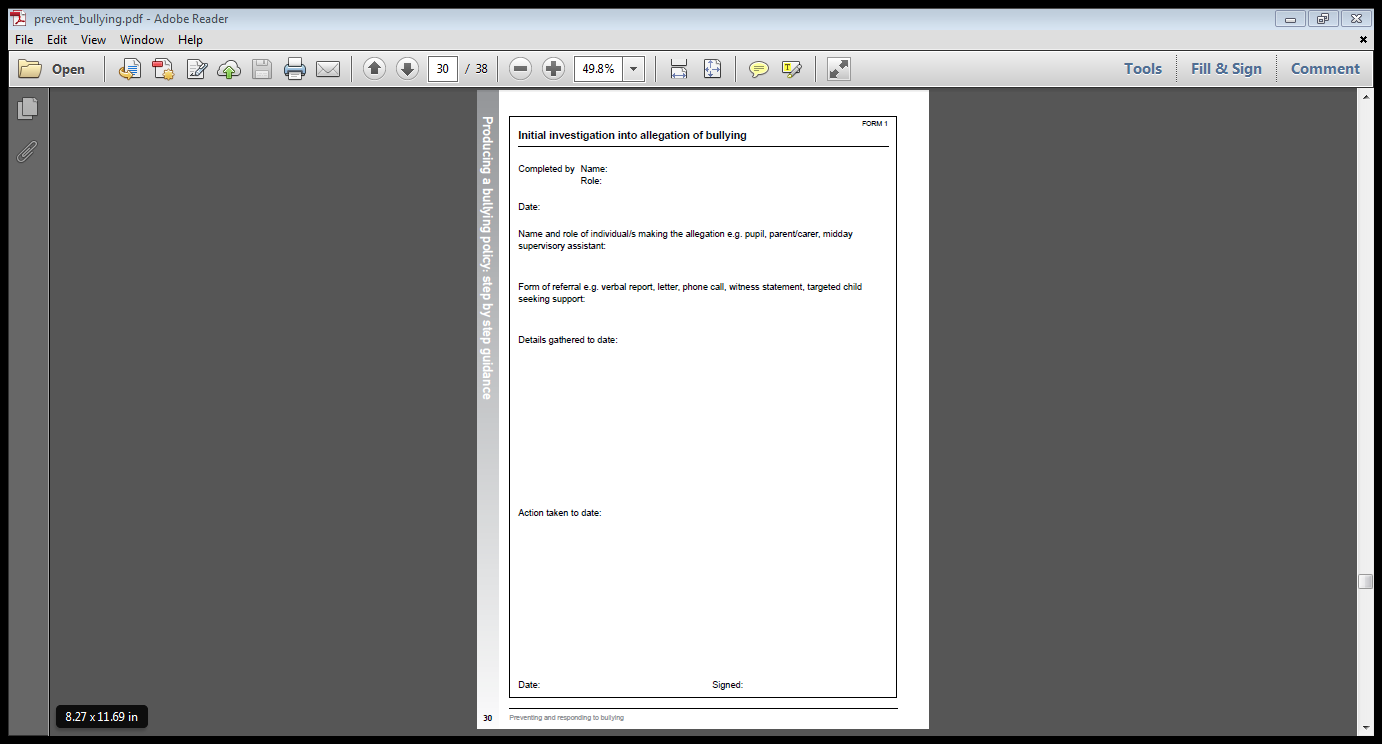 prevent_bullying.pdf - Adobe Reader
File Edit View Window Help
Open 30 / 38 49.8% Tools Fill & Sign Comment
Producing a bullying policy: step by step guidance
FORM 1
Initial investigation into allegation of bullying
Completed by Name:
Role:
Date:
Name and role of individual/s making the allegation e.g. pupil, parent/carer, midday
supervisory assistant:
Form of referral e.g. verbal report, letter, phone call, witness statement, targeted child
seeking support:
Details gathered to date:
Action taken to date:
Date: Signed:
30 Preventing and responding to bullying
8.27 x 11.69 in